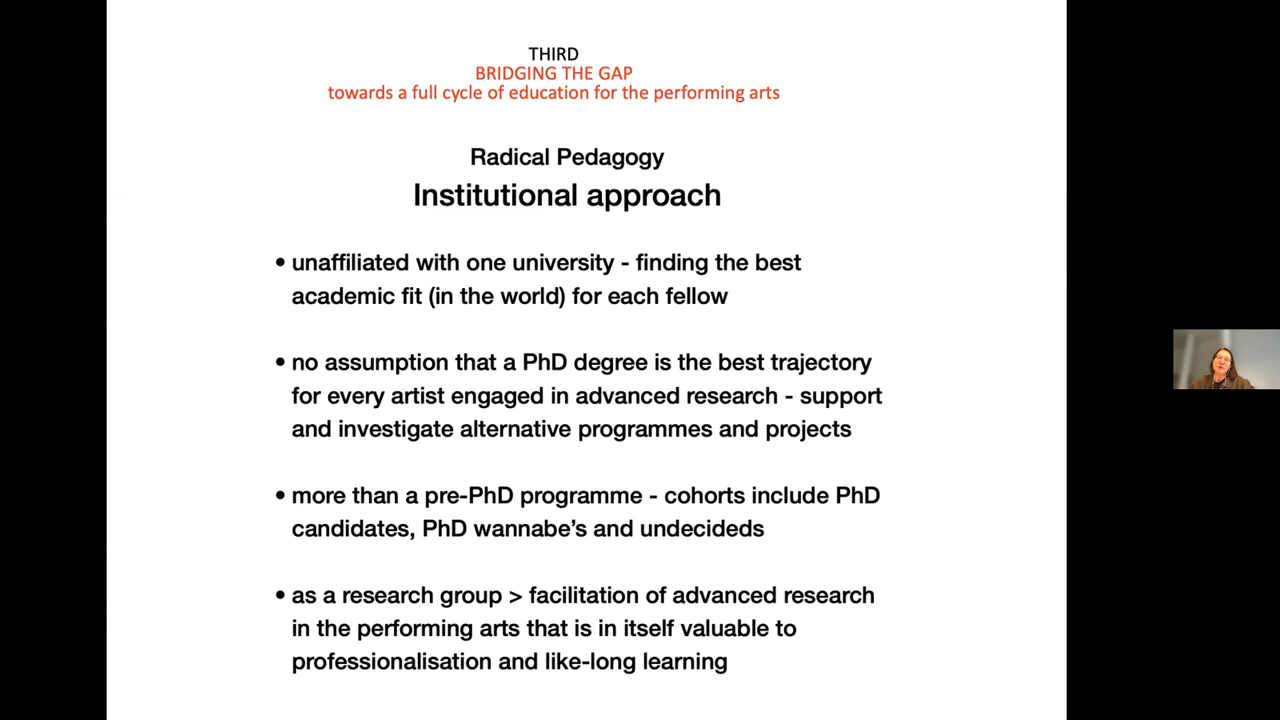 THIRD
BRIDGING THE GAP
towards a full cycle of education for the performing arts
Radical Pedagogy
Institutional approach
• unaffiliated with one university - finding the best
academic fit (in the world) for each fellow
• no assumption that a PhD degree is the best trajectory
for every artist engaged in advanced research - support
and investigate alternative programmes and projects
• more than a pre-PhD programme - cohorts include PhD
candidates, PhD wannabe’s and undecideds
• as a research group > facilitation of advanced research
in the performing arts that is in itself valuable to
professionalisation and like-long learning